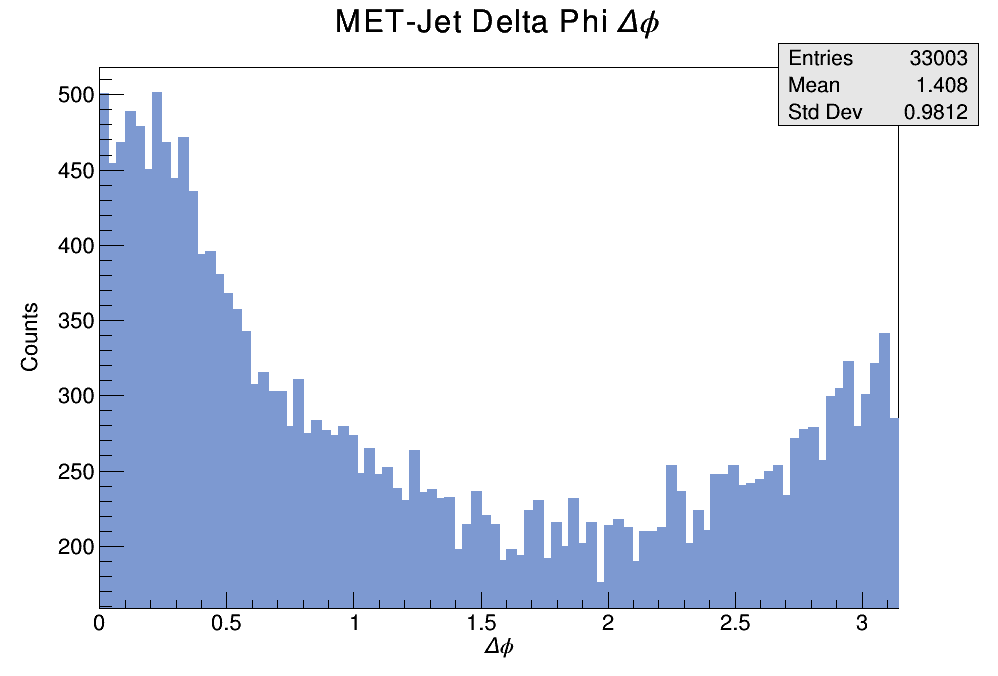 MET-Jet Delta Phi Δϕ
Entries 33003
Mean 1.408
Std Dev 0.9812
Counts
500
450
400
350
300
250
200
0 0.5 1 1.5 2 2.5 3
Δϕ